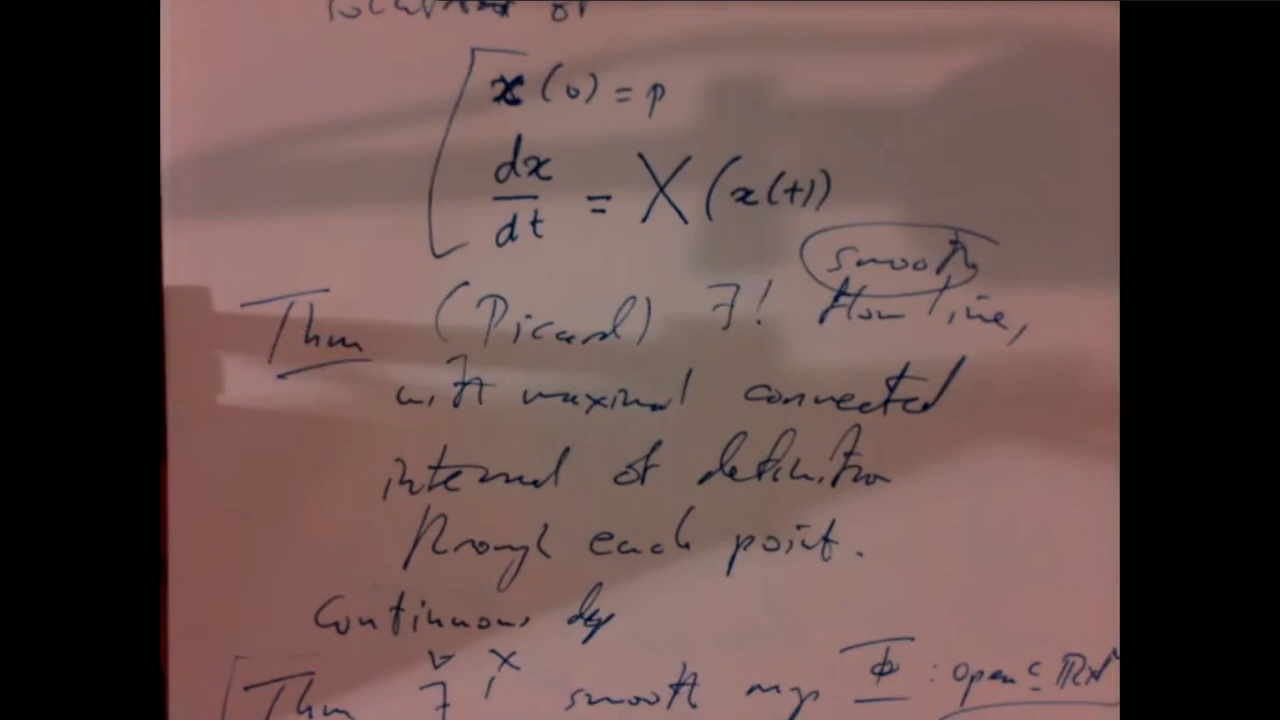 x(0) = p
dx/dt = X(x(t))
smooth
Thm (Picard) ∃! flow line,
with maximal connected
interval of definition
through each point.
Continuous dep
∀ X
Thm ∃ smooth map Φ : open ⊆ R×